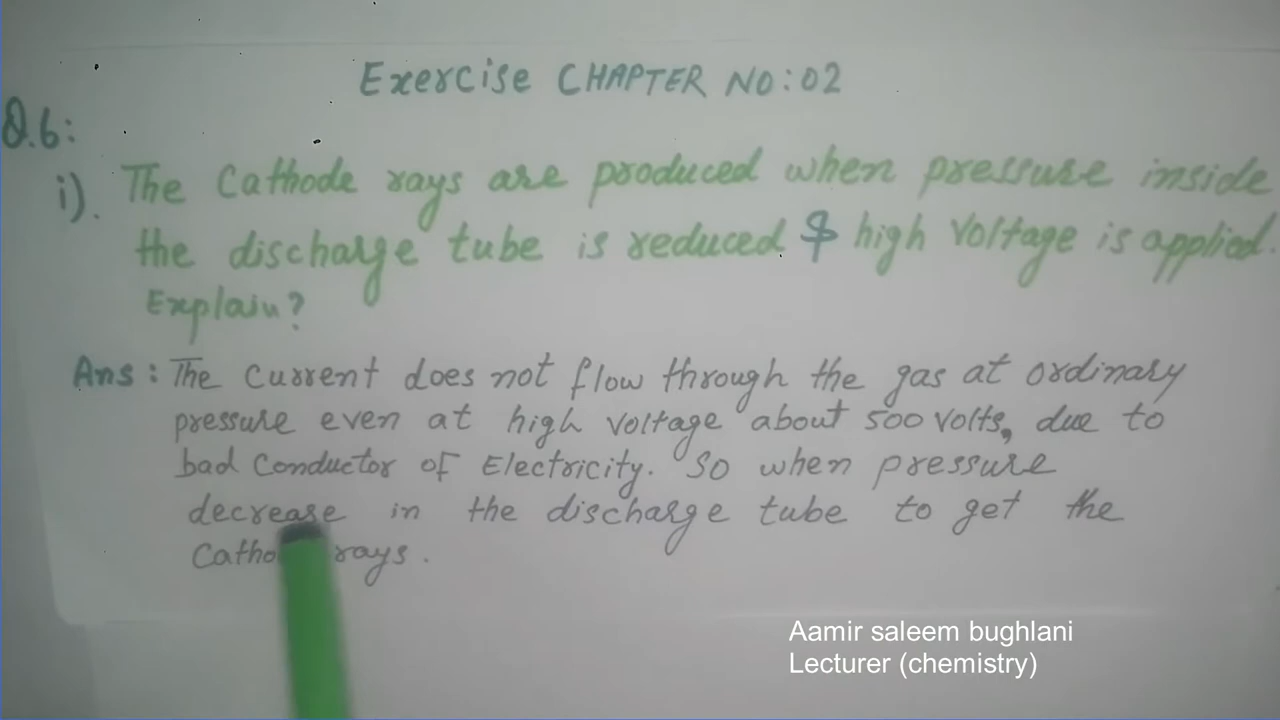 Exercise CHAPTER NO:02
Q.6:
i). The Cathode rays are produced when pressure inside
the discharge tube is reduced & high Voltage is applied.
Explain?
Ans: The Current does not flow through the gas at ordinary
pressure even at high voltage about 500 volts, due to
bad Conductor of Electricity. So when pressure
decrease in the discharge tube to get the
Catho rays.
Aamir saleem bughlani
Lecturer (chemistry)